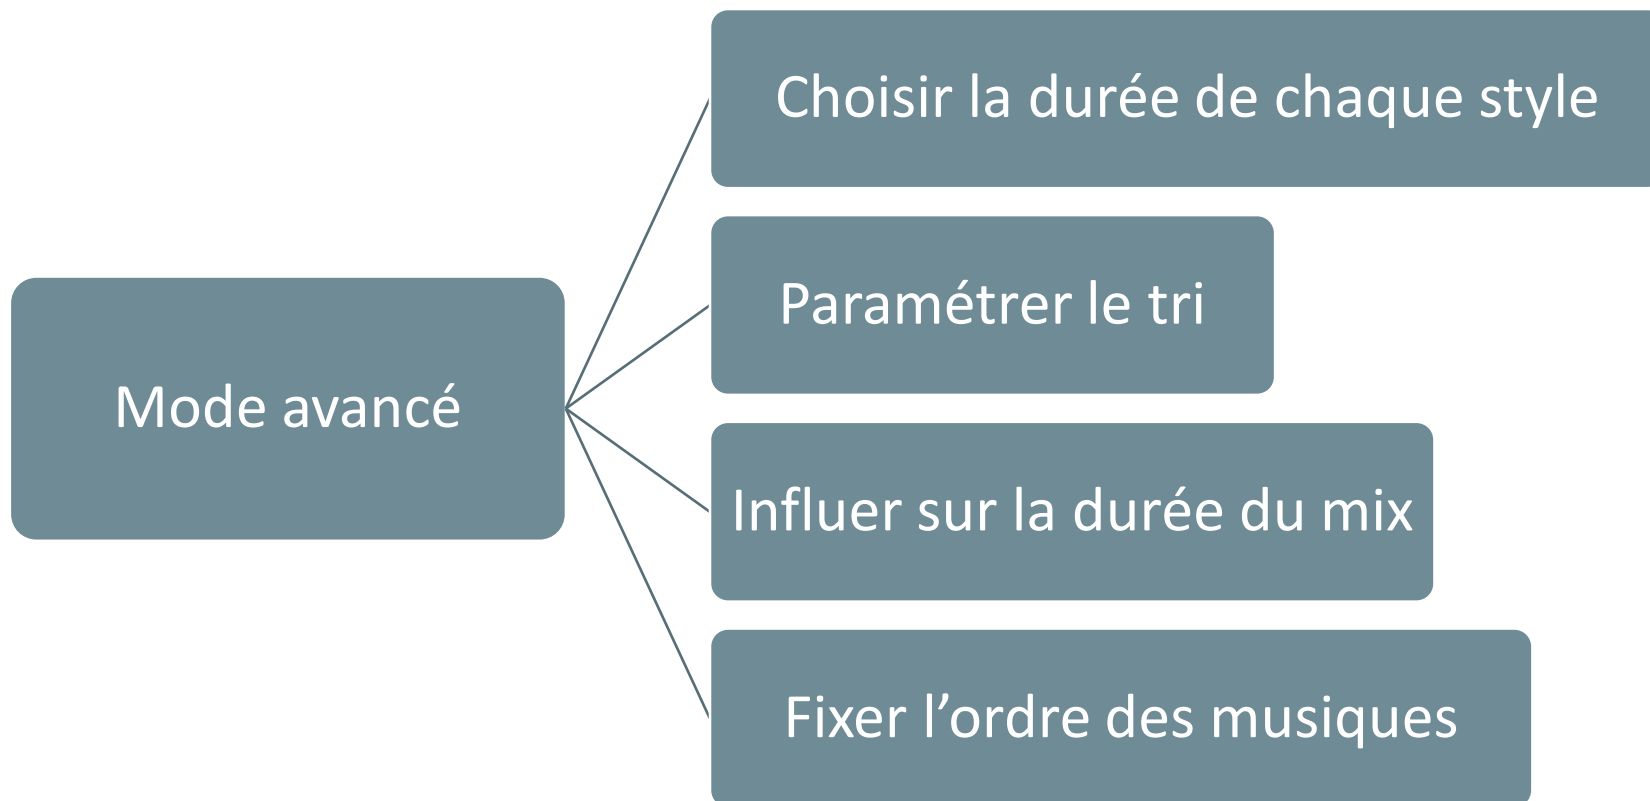 Choisir la durée de chaque style
Paramétrer le tri
Mode avancé
Influer sur la durée du mix
Fixer l’ordre des musiques